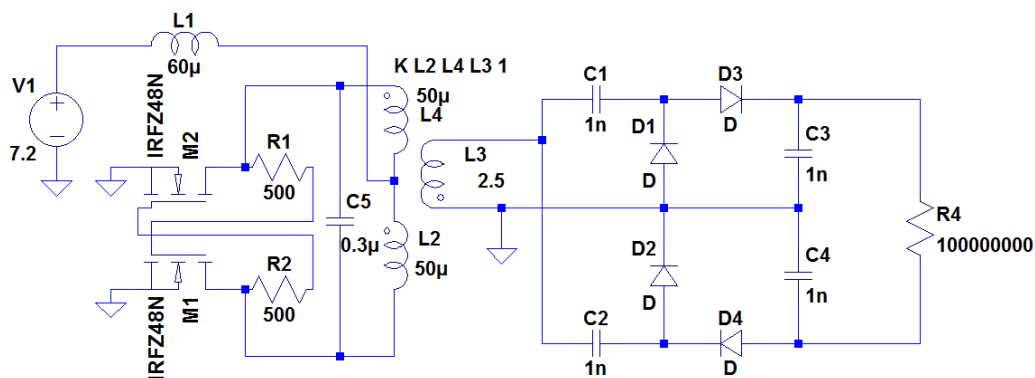 L1
60µ
V1
7.2
IRFZ48N
M2
R1
500
K L2 L4 L3 1
50µ
L4
C5
0.3µ
L3
2.5
L2
50µ
R2
500
IRFZ48N
M1
C1
1n
D3
D
D1
D
C3
1n
R4
100000000
D2
D
C4
1n
C2
1n
D4
D